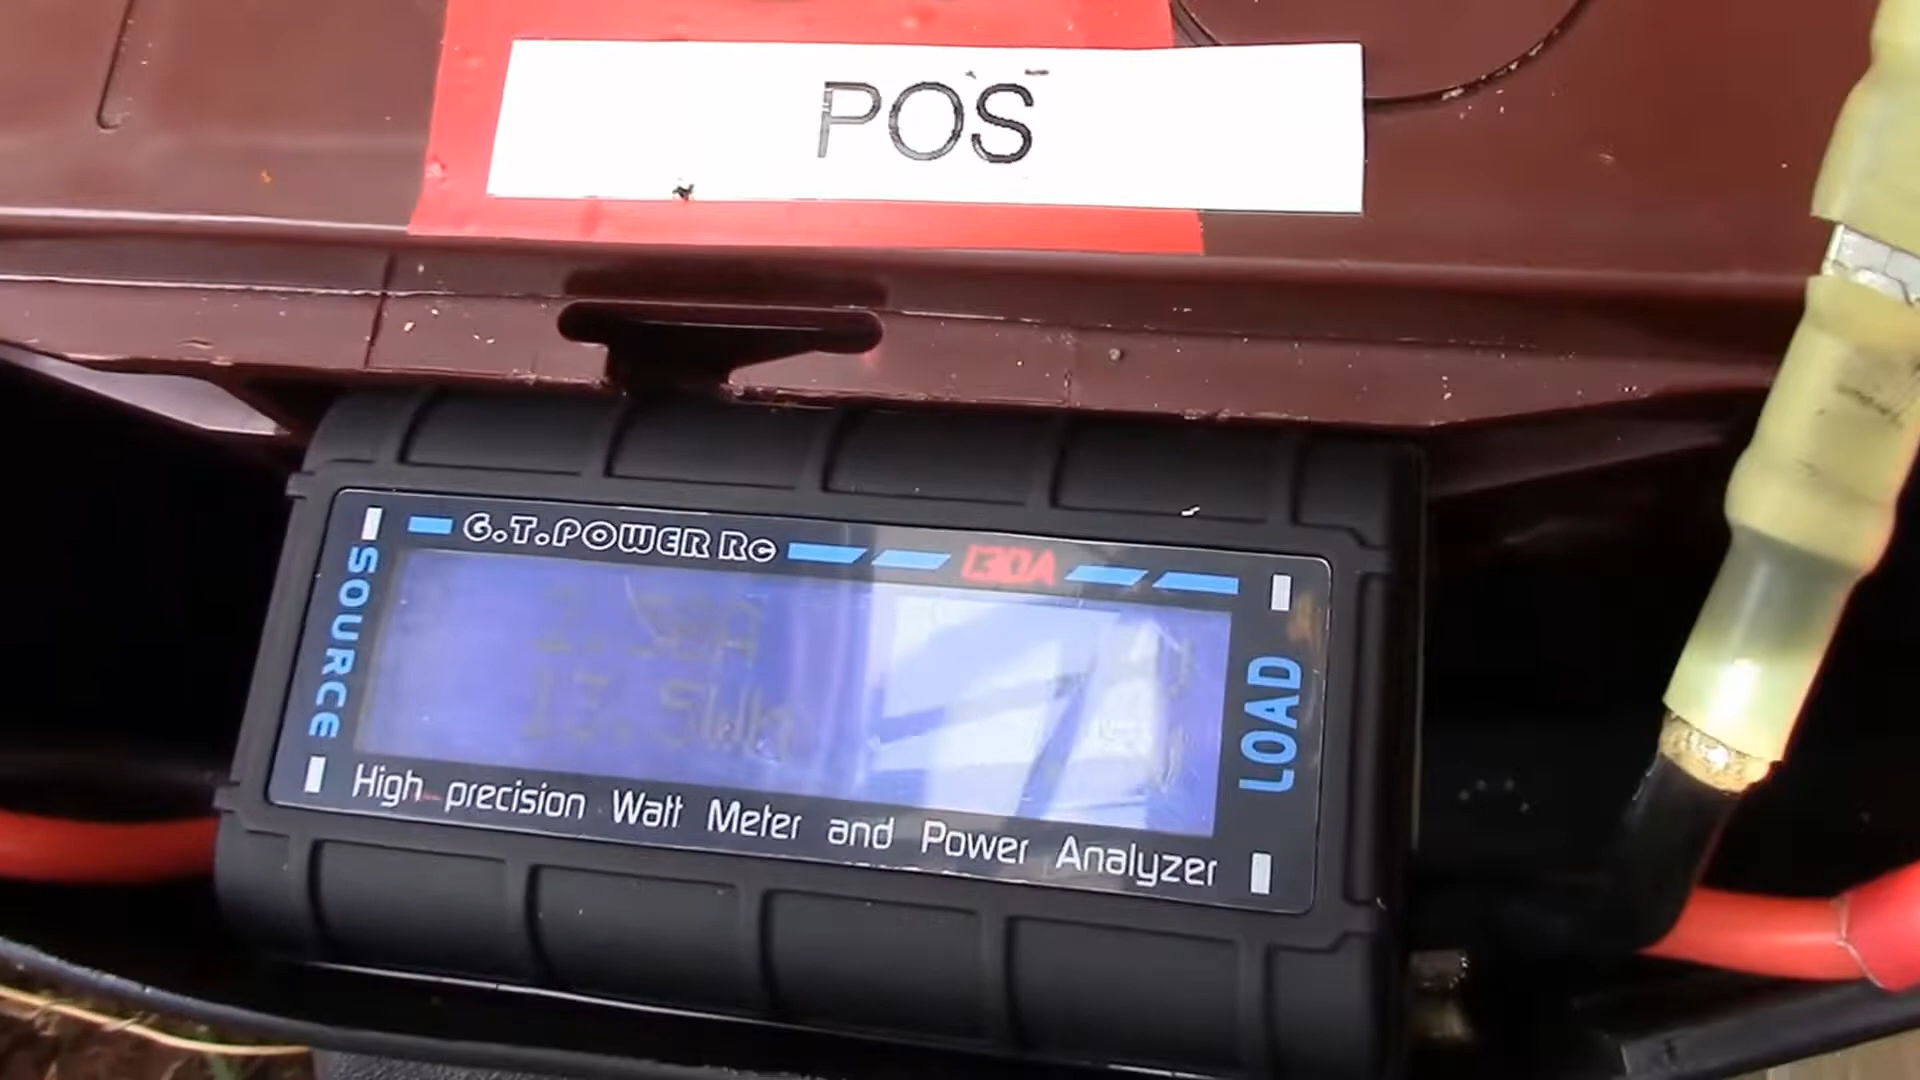 POS
G.T.POWER RC 130A
SOURCE
LOAD
High precision Watt Meter and Power Analyzer